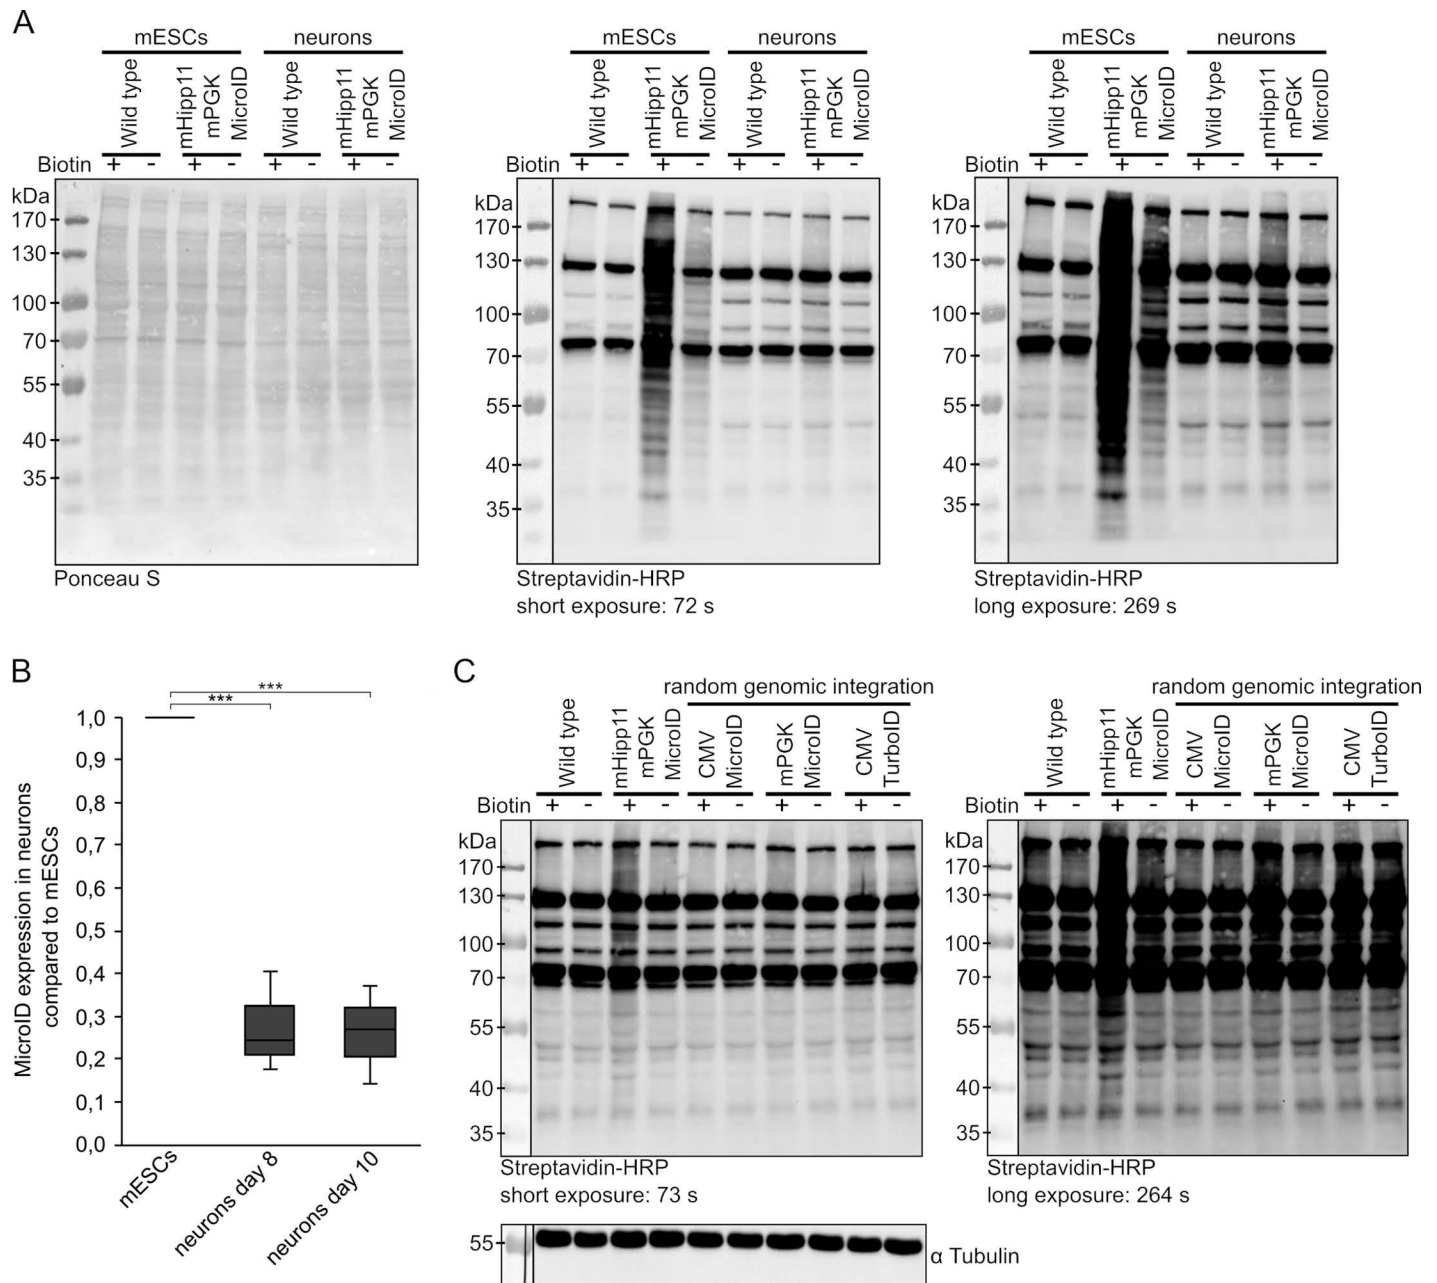 A
mESCs neurons
Wild type mHipp11 mPGK MicroID Wild type mHipp11 mPGK MicroID
Biotin + - + - + - + -
kDa
170
130
100
70
55
40
35
Ponceau S
mESCs neurons
Wild type mHipp11 mPGK MicroID Wild type mHipp11 mPGK MicroID
Biotin + - + - + - + -
kDa
170
130
100
70
55
40
35
Streptavidin-HRP
short exposure: 72 s
mESCs neurons
Wild type mHipp11 mPGK MicroID Wild type mHipp11 mPGK MicroID
Biotin + - + - + - + -
kDa
170
130
100
70
55
40
35
Streptavidin-HRP
long exposure: 269 s
B
MicroID expression in neurons
compared to mESCs
***
***
1,0
0,9
0,8
0,7
0,6
0,5
0,4
0,3
0,2
0,1
0,0
mESCs
neurons day 8
neurons day 10
C
random genomic integration
Wild type mHipp11 mPGK MicroID CMV MicroID mPGK MicroID CMV TurboID
Biotin + - + - + - + - + -
kDa
170
130
100
70
55
40
35
Streptavidin-HRP
short exposure: 73 s
55
α Tubulin
random genomic integration
Wild type mHipp11 mPGK MicroID CMV MicroID mPGK MicroID CMV TurboID
Biotin + - + - + - + - + -
kDa
170
130
100
70
55
40
35
Streptavidin-HRP
long exposure: 264 s